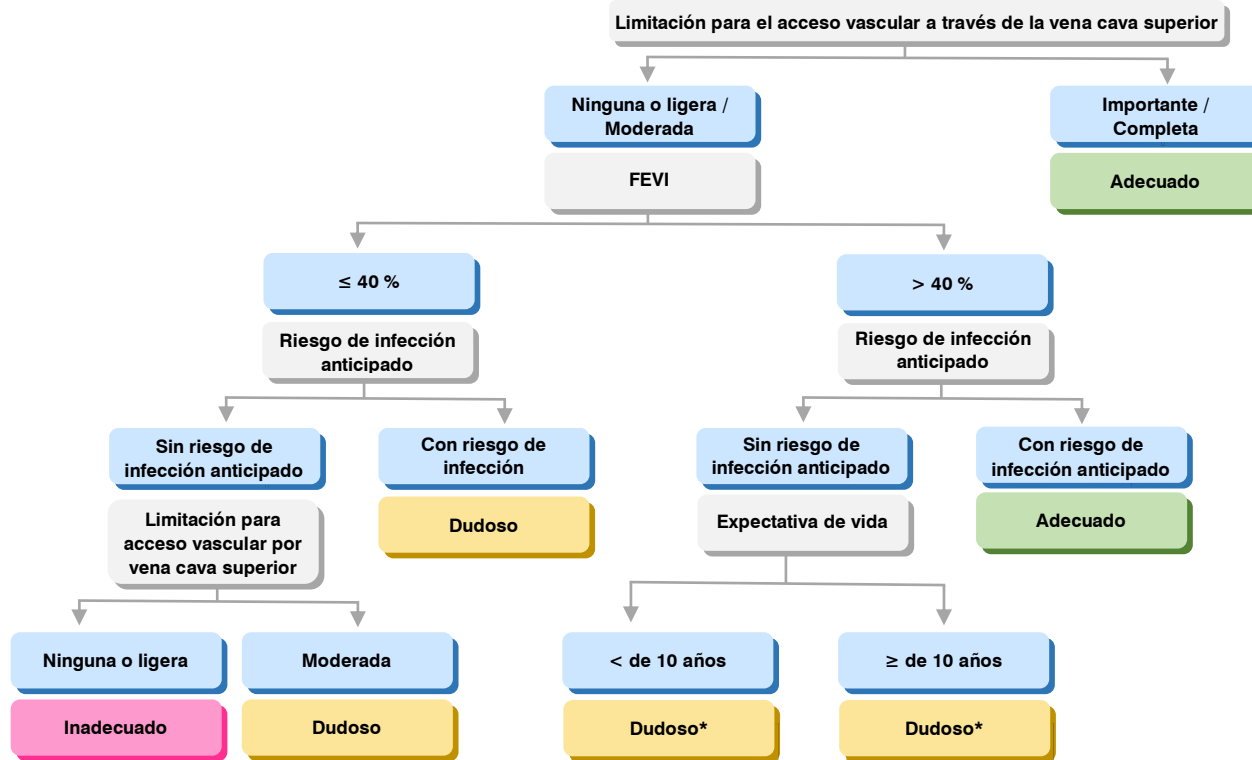 Limitación para el acceso vascular a través de la vena cava superior
Ninguna o ligera /
Moderada
Importante /
Completa
FEVI
Adecuado
≤ 40 %
> 40 %
Riesgo de infección
anticipado
Riesgo de infección
anticipado
Sin riesgo de
infección anticipado
Con riesgo de
infección
Sin riesgo de
infección anticipado
Con riesgo de
infección anticipado
Limitación para
acceso vascular por
vena cava superior
Dudoso
Expectativa de vida
Adecuado
Ninguna o ligera
Moderada
< de 10 años
≥ de 10 años
Inadecuado
Dudoso
Dudoso*
Dudoso*